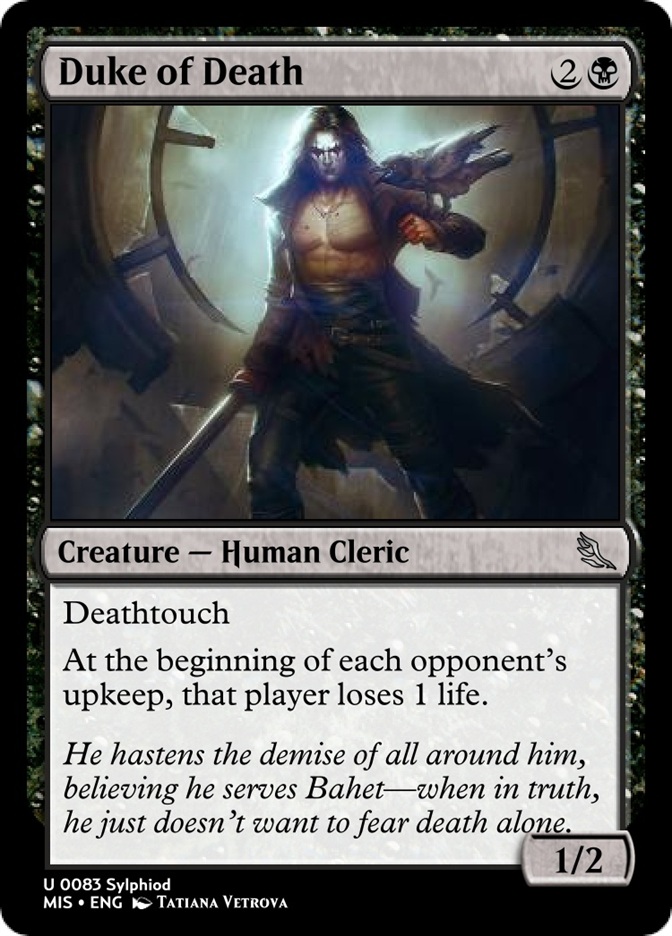 Duke of Death 2
Creature — Human Cleric
Deathtouch
At the beginning of each opponent's
upkeep, that player loses 1 life.
He hastens the demise of all around him,
believing he serves Bahet—when in truth,
he just doesn't want to fear death alone.
1/2
U 0083 Sylphiod
MIS • ENG Tatiana Vetrova